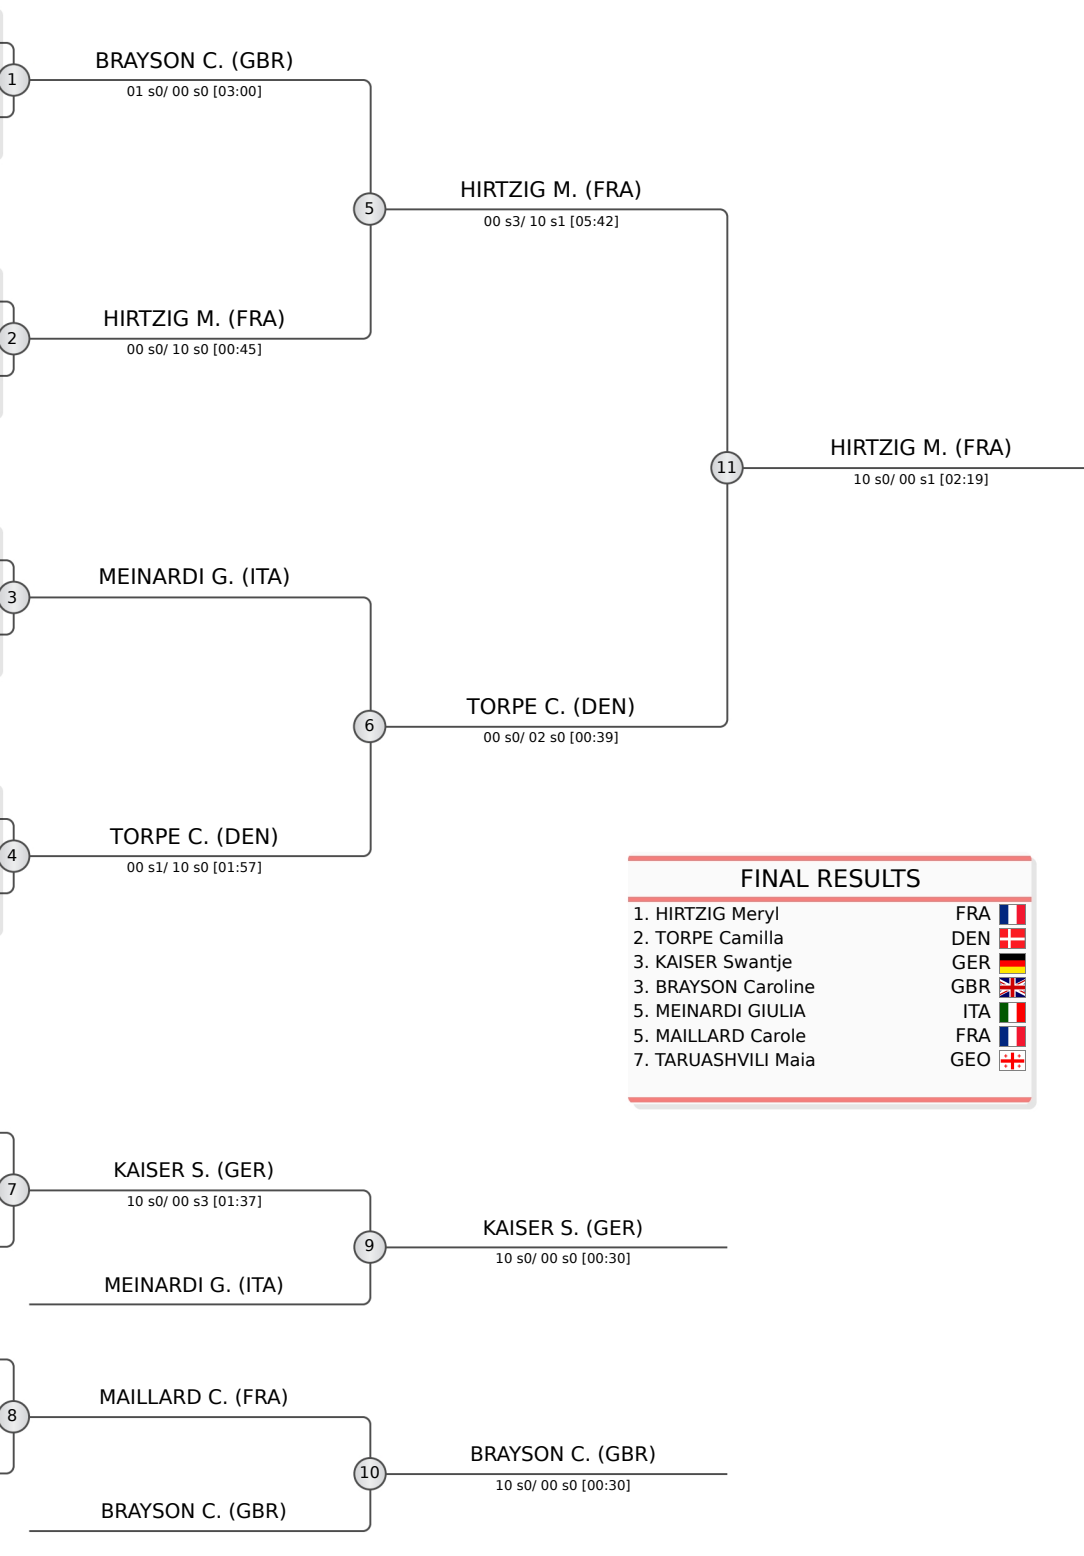 BRAYSON C. (GBR)
1
01 s0/ 00 s0 [03:00]
HIRTZIG M. (FRA)
5
00 s3/ 10 s1 [05:42]
HIRTZIG M. (FRA)
2
00 s0/ 10 s0 [00:45]
HIRTZIG M. (FRA)
11
10 s0/ 00 s1 [02:19]
MEINARDI G. (ITA)
3
TORPE C. (DEN)
6
00 s0/ 02 s0 [00:39]
TORPE C. (DEN)
4
00 s1/ 10 s0 [01:57]
FINAL RESULTS
1. HIRTZIG Meryl FRA
2. TORPE Camilla DEN
3. KAISER Swantje GER
3. BRAYSON Caroline GBR
5. MEINARDI GIULIA ITA
5. MAILLARD Carole FRA
7. TARUASHVILI Maia GEO
KAISER S. (GER)
7
10 s0/ 00 s3 [01:37]
KAISER S. (GER)
9
10 s0/ 00 s0 [00:30]
MEINARDI G. (ITA)
MAILLARD C. (FRA)
8
BRAYSON C. (GBR)
10
10 s0/ 00 s0 [00:30]
BRAYSON C. (GBR)